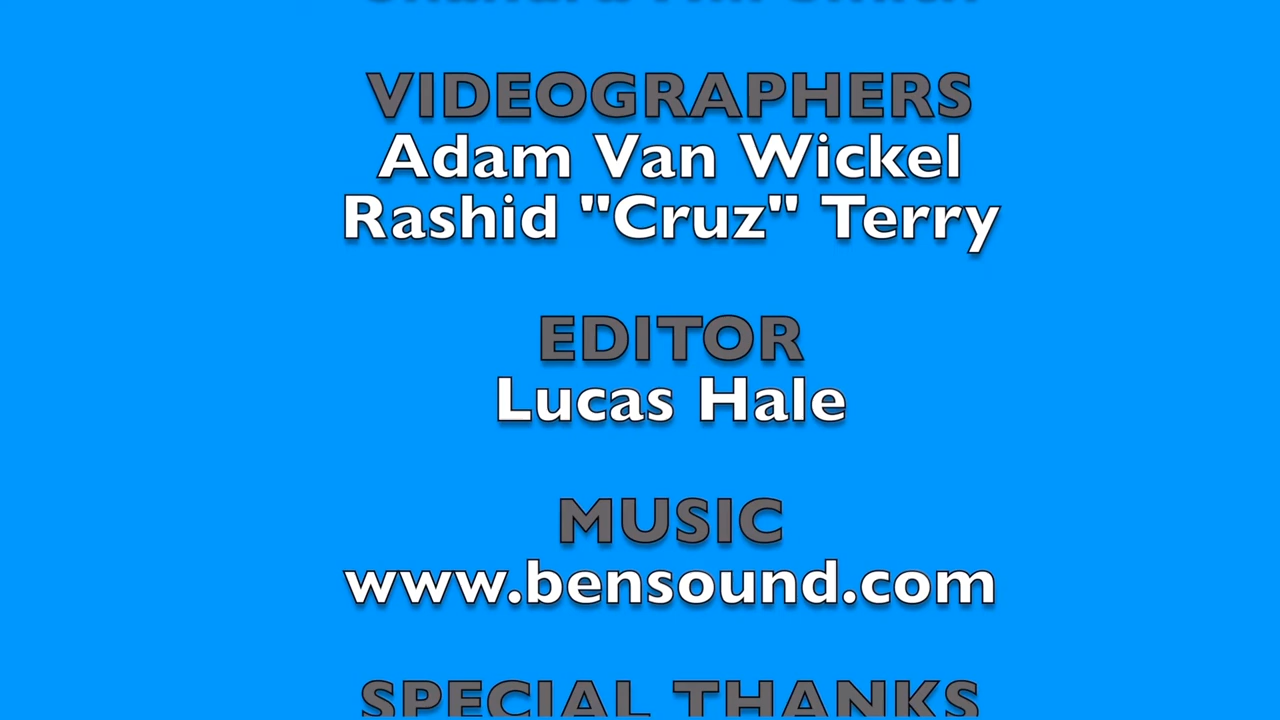 VIDEOGRAPHERS
Adam Van Wickel
Rashid "Cruz" Terry
EDITOR
Lucas Hale
MUSIC
www.bensound.com
SPECIAL THANKS